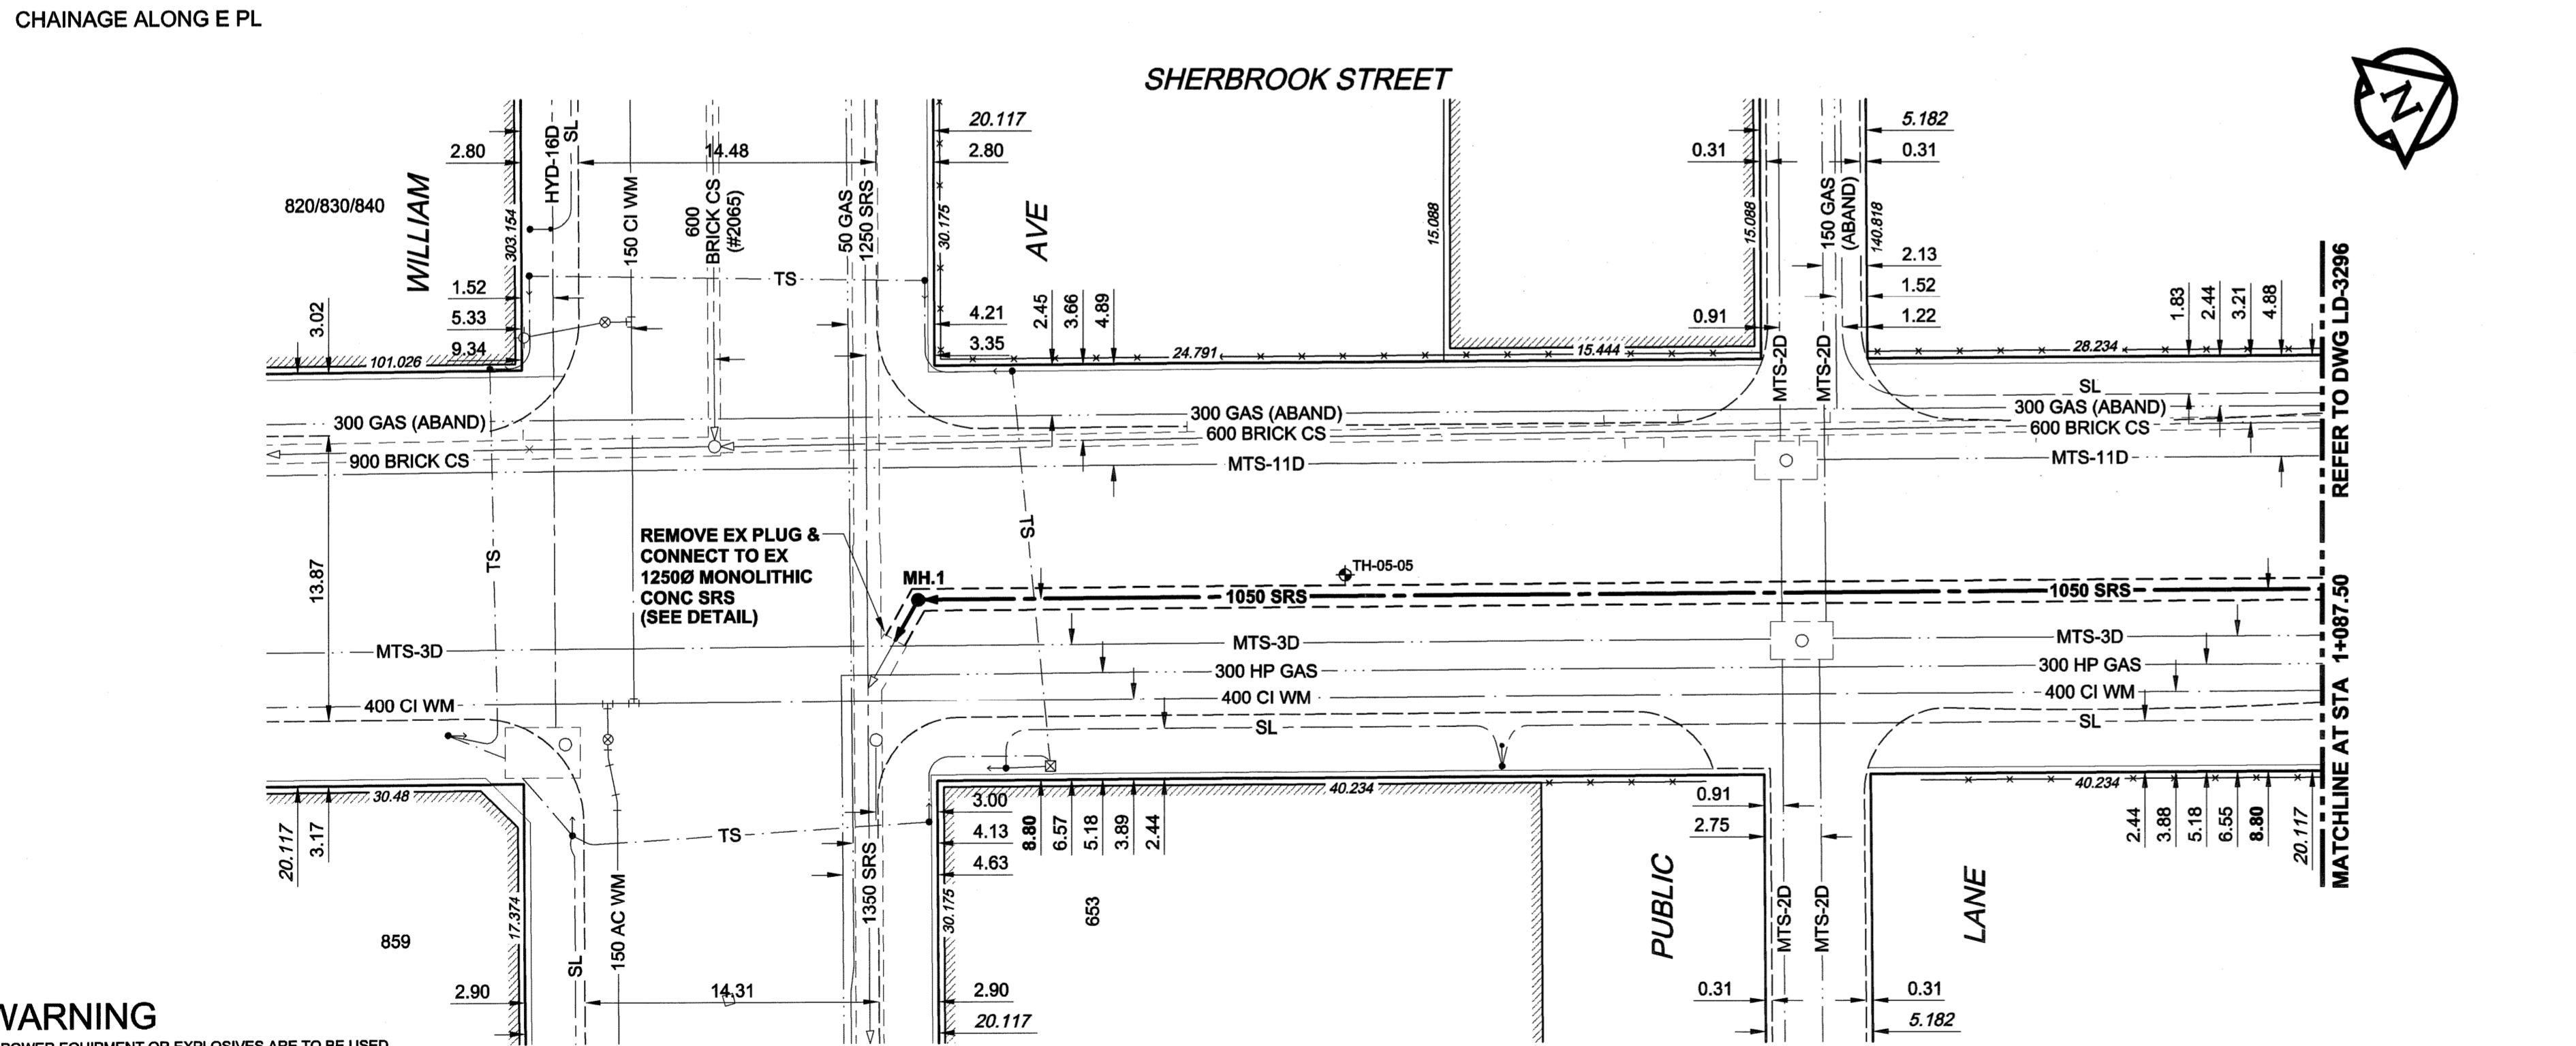 CHAINAGE ALONG E PL
SHERBROOK STREET
N
WILLIAM
AVE
820/830/840
2.80
HYD-16D
SL
14.48
150 CI WM
600
BRICK CS
(#2065)
50 GAS
1250 SRS
20.117
2.80
303.154
30.175
15.088
15.088
0.31
5.182
0.31
150 GAS
(ABAND)
140.818
2.13
1.52
1.22
TS
3.02
1.52
5.33
9.34
101.026
4.21
3.35
2.45
3.66
4.89
24.791
15.444
0.91
MTS-2D
MTS-2D
28.234
1.83
2.44
3.21
4.88
REFER TO DWG LD-3296
300 GAS (ABAND)
300 GAS (ABAND)
SL
300 GAS (ABAND)
600 BRICK CS
600 BRICK CS
900 BRICK CS
MTS-11D
MTS-11D
13.87
TS
TS
REMOVE EX PLUG &
CONNECT TO EX
1250Ø MONOLITHIC
CONC SRS
(SEE DETAIL)
MH.1
TH-05-05
1050 SRS
1050 SRS
MTS-3D
MTS-3D
MTS-3D
300 HP GAS
300 HP GAS
400 CI WM
400 CI WM
400 CI WM
SL
SL
MATCHLINE AT STA 1+087.50
30.48
20.117
3.17
17.374
859
TS
SL
150 AC WM
2.90
14.31
1350 SRS
3.00
4.13
4.63
30.175
2.90
20.117
8.80
6.57
5.18
3.89
2.44
40.234
653
0.91
2.75
PUBLIC
LANE
MTS-2D
MTS-2D
0.31
0.31
5.182
40.234
2.44
3.88
5.18
6.55
8.80
20.117
WARNING
POWER EQUIPMENT OR EXPLOSIVES ARE TO BE USED